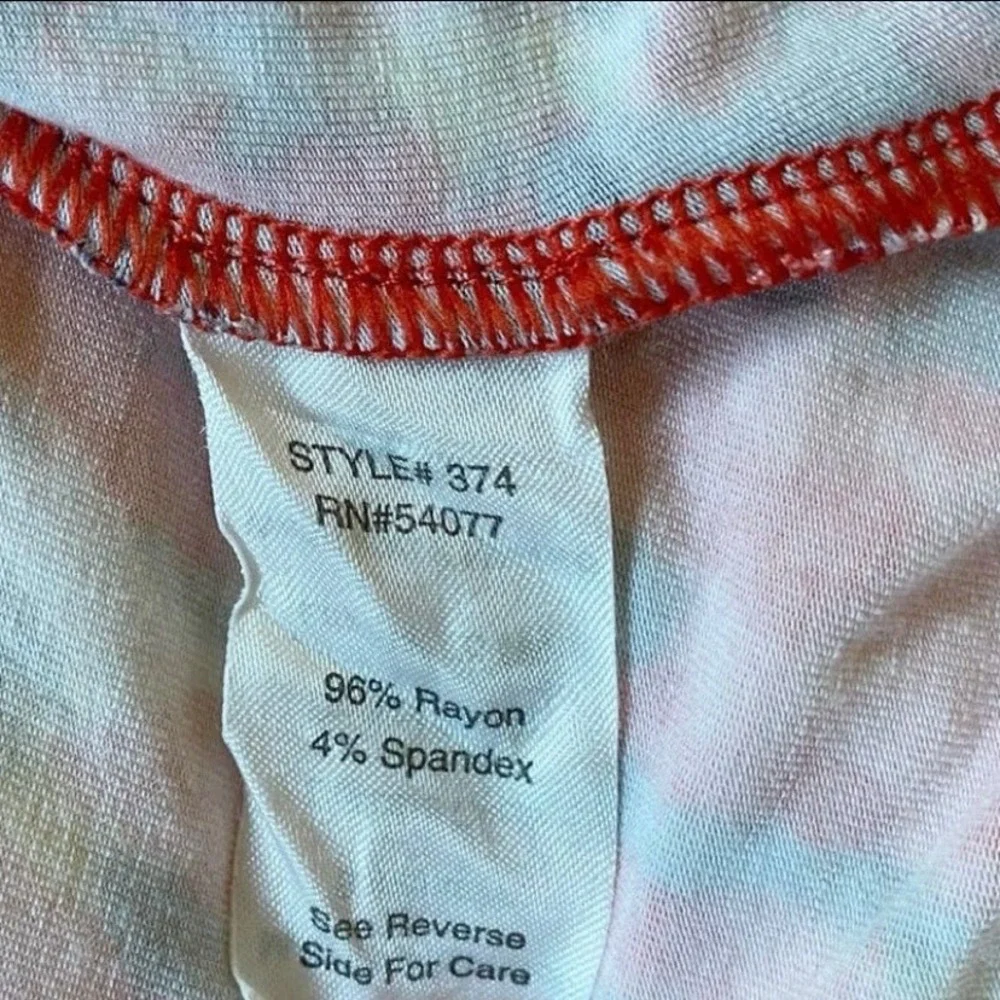 STYLE# 374
RN#54077
96% Rayon
4% Spandex
See Reverse
Side For Care